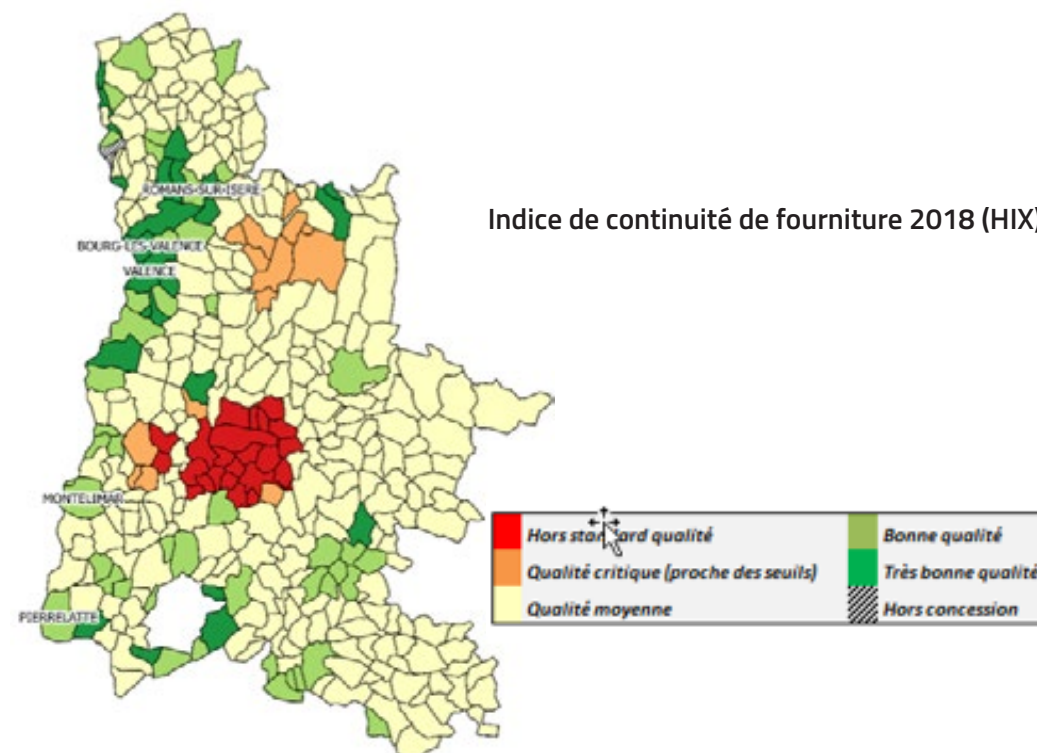 ROMANS-SUR-ISERE
Indice de continuité de fourniture 2018 (HIX)
BOURG-LES-VALENCE
VALENCE
MONTELIMAR
Hors standard qualité
Bonne qualité
Qualité critique (proche des seuils)
Très bonne qualité
PIERRELATTE
Qualité moyenne
Hors concession